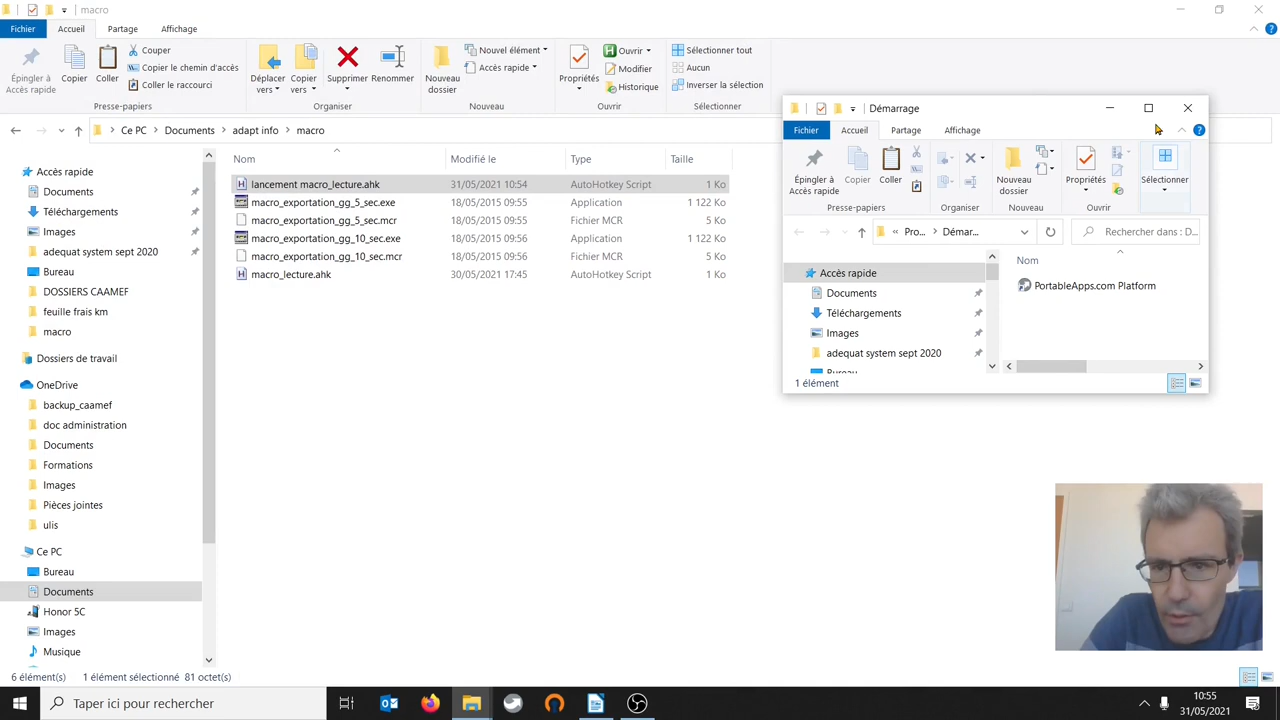 macro
Fichier Accueil Partage Affichage
Épingler à Accès rapide
Copier
Coller
Couper
Copier le chemin d'accès
Coller le raccourci
Presse-papiers
Déplacer vers
Copier vers
Supprimer
Renommer
Organiser
Nouveau dossier
Nouvel élément
Accès rapide
Nouveau
Propriétés
Ouvrir
Modifier
Historique
Ouvrir
Sélectionner tout
Aucun
Inverser la sélection
Sélectionner
Ce PC Documents adapt info macro
Nom Modifié le Type Taille
lancement macro_lecture.ahk 31/05/2021 10:54 AutoHotkey Script 1 Ko
macro_exportation_gg_5_sec.exe 18/05/2015 09:55 Application 1 122 Ko
macro_exportation_gg_5_sec.mcr 18/05/2015 09:55 Fichier MCR 5 Ko
macro_exportation_gg_10_sec.exe 18/05/2015 09:56 Application 1 122 Ko
macro_exportation_gg_10_sec.mcr 18/05/2015 09:56 Fichier MCR 5 Ko
macro_lecture.ahk 30/05/2021 17:45 AutoHotkey Script 1 Ko
Accès rapide
Documents
Téléchargements
Images
adequat system sept 2020
Bureau
DOSSIERS CAAMEF
feuille frais km
macro
Dossiers de travail
OneDrive
backup_caamef
doc administration
Documents
Formations
Images
Pièces jointes
ulis
Ce PC
Bureau
Documents
Honor 5C
Images
Musique
6 élément(s) 1 élément sélectionné 81 octet(s)
Démarrage
Fichier Accueil Partage Affichage
Épingler à Accès rapide
Copier
Coller
Presse-papiers
Organiser
Nouveau dossier
Nouveau
Propriétés
Ouvrir
Sélectionner
« Pro... Démar...
Rechercher dans : D...
Accès rapide
Documents
Téléchargements
Images
adequat system sept 2020
Bureau
Nom
PortableApps.com Platform
1 élément
Taper ici pour rechercher
10:55
31/05/2021